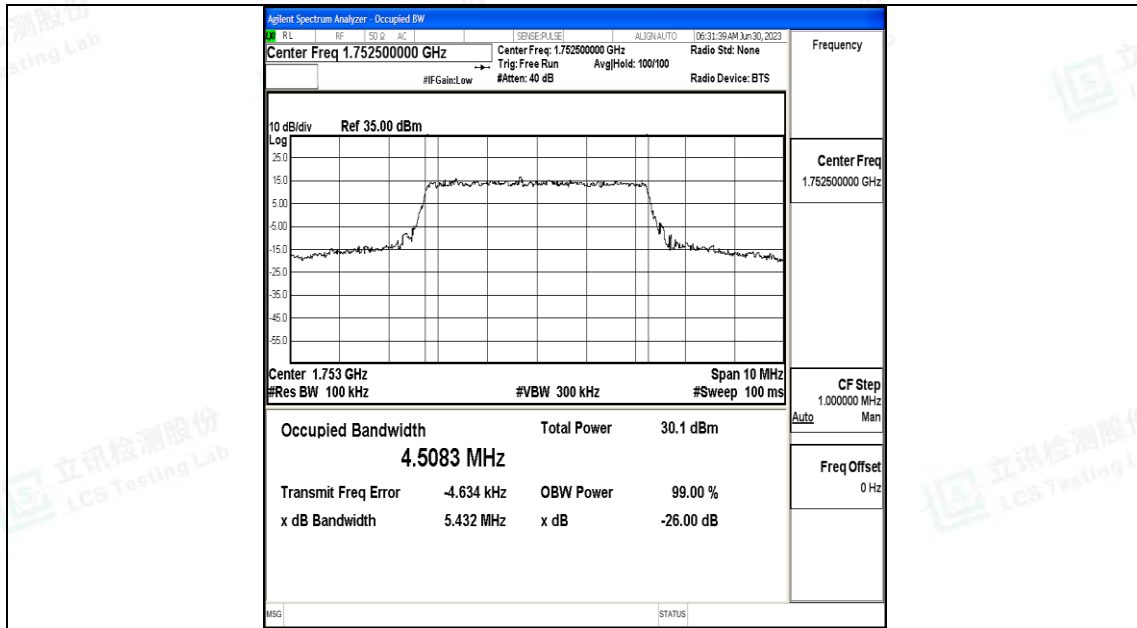 Agilent Spectrum Analyzer - Occupied BW
LXI RL RF 50 Ω AC SENSE:PULSE ALIGN AUTO 06:31:39 AM Jun 30, 2023
Center Freq 1.752500000 GHz
Center Freq: 1.752500000 GHz Radio Std: None
Trig: Free Run Avg|Hold: 100/100
#IFGain:Low #Atten: 40 dB Radio Device: BTS
10 dB/div Ref 35.00 dBm
Log
25.0
15.0
5.00
-5.00
-15.0
-25.0
-35.0
-45.0
-55.0
Center 1.753 GHz Span 10 MHz
#Res BW 100 kHz #VBW 300 kHz #Sweep 100 ms
Occupied Bandwidth Total Power 30.1 dBm
4.5083 MHz
Transmit Freq Error -4.634 kHz OBW Power 99.00 %
x dB Bandwidth 5.432 MHz x dB -26.00 dB
MSG STATUS
Frequency
Center Freq
1.752500000 GHz
CF Step
1.000000 MHz
Auto Man
Freq Offset
0 Hz
立讯检测股份
LCS Testing Lab
立讯检测股份
LCS Testing L